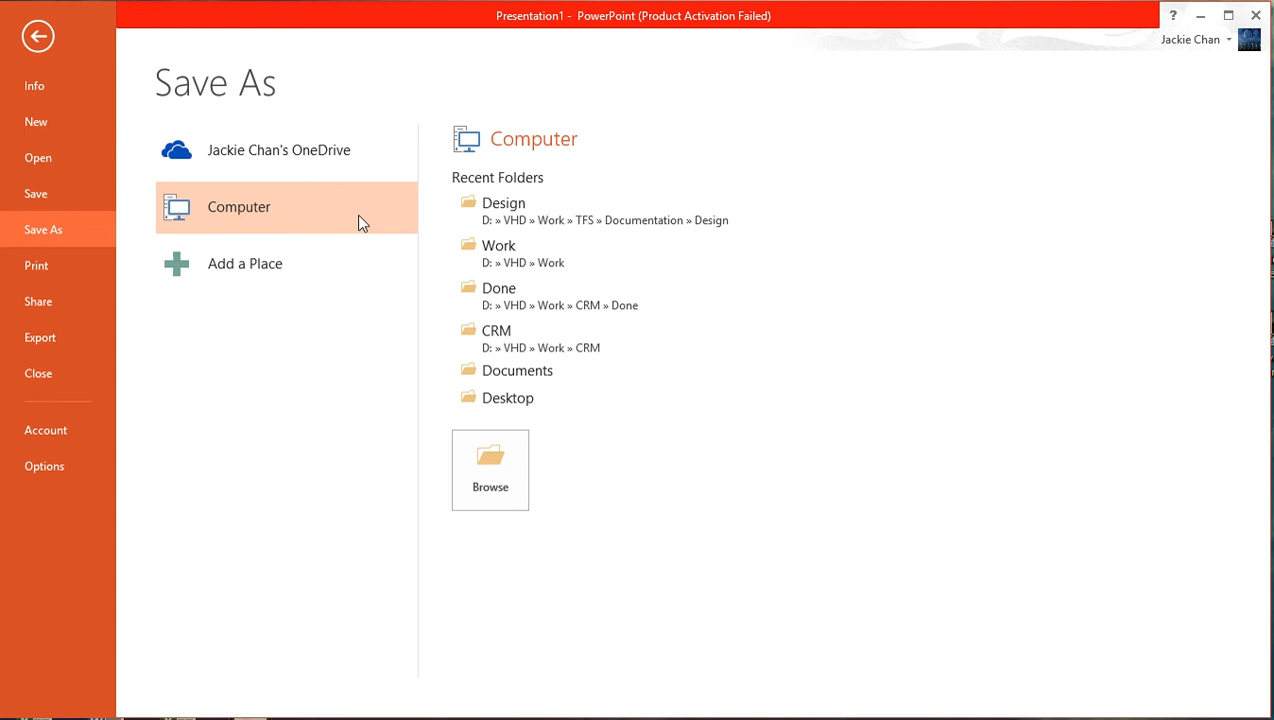 Presentation1 - PowerPoint (Product Activation Failed)
?
Jackie Chan
Info
New
Open
Save
Save As
Print
Share
Export
Close
Account
Options
Save As
Jackie Chan's OneDrive
Computer
Add a Place
Computer
Recent Folders
Design
D: » VHD » Work » TFS » Documentation » Design
Work
D: » VHD » Work
Done
D: » VHD » Work » CRM » Done
CRM
D: » VHD » Work » CRM
Documents
Desktop
Browse